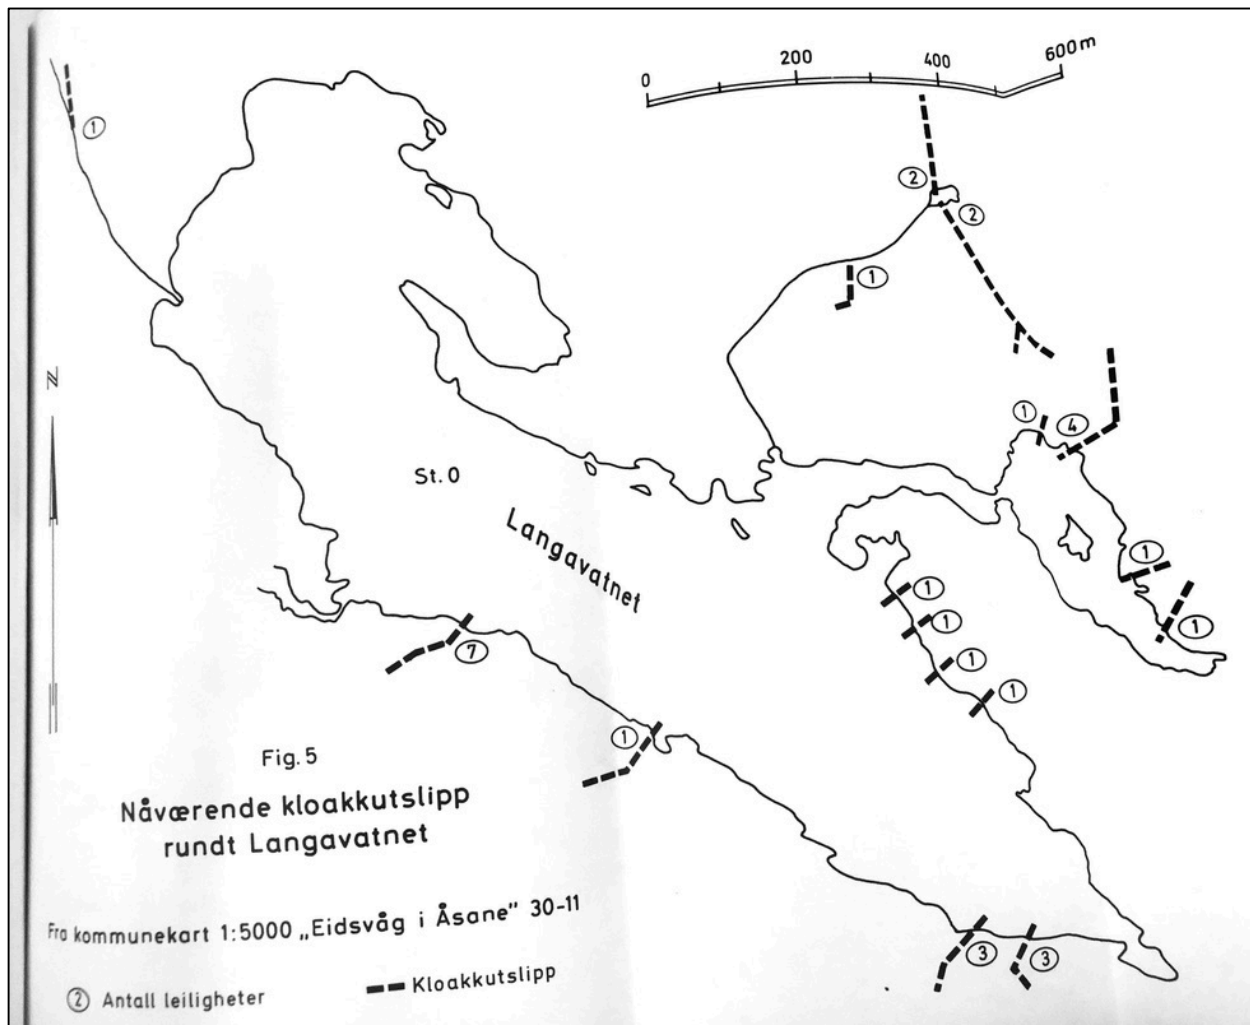 0
200
400
600 m
①
②
②
①
N
①
④
St. 0
Langavatnet
①
①
①
①
①
①
⑦
①
Fig. 5
Nåværende kloakkutslipp
rundt Langavatnet
Fra kommunekart 1:5000 „Eidsvåg i Åsane” 30-11
③
③
② Antall leiligheter
Kloakkutslipp